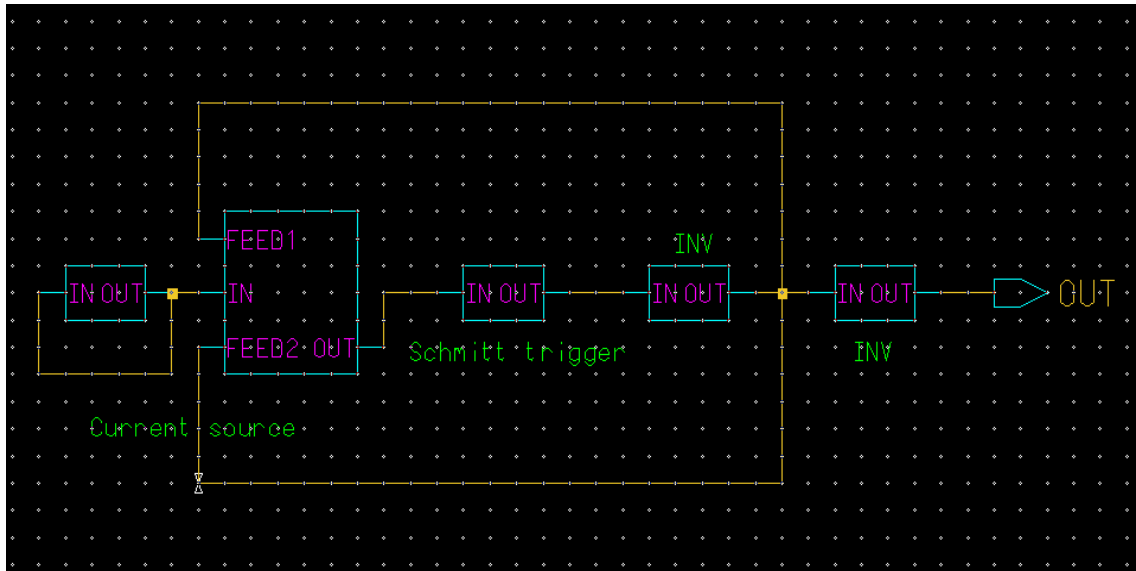 INV
FEED1
IN OUT
IN
IN OUT
IN OUT
IN OUT
OUT
FEED2 OUT
Schmitt trigger
INV
Current source